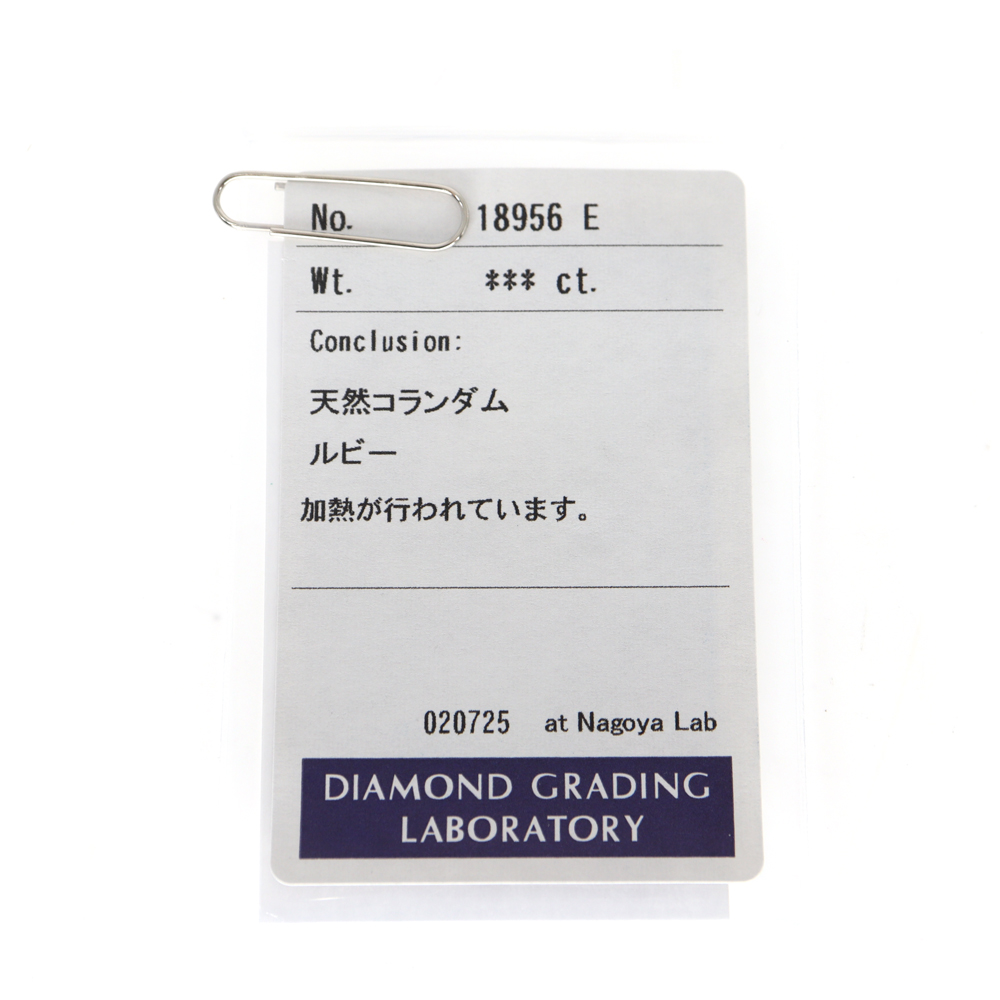 No. 18956 E
Wt. *** ct.
Conclusion:
天然コランダム
ルビー
加熱が行われています。
020725 at Nagoya Lab
DIAMOND GRADING
LABORATORY